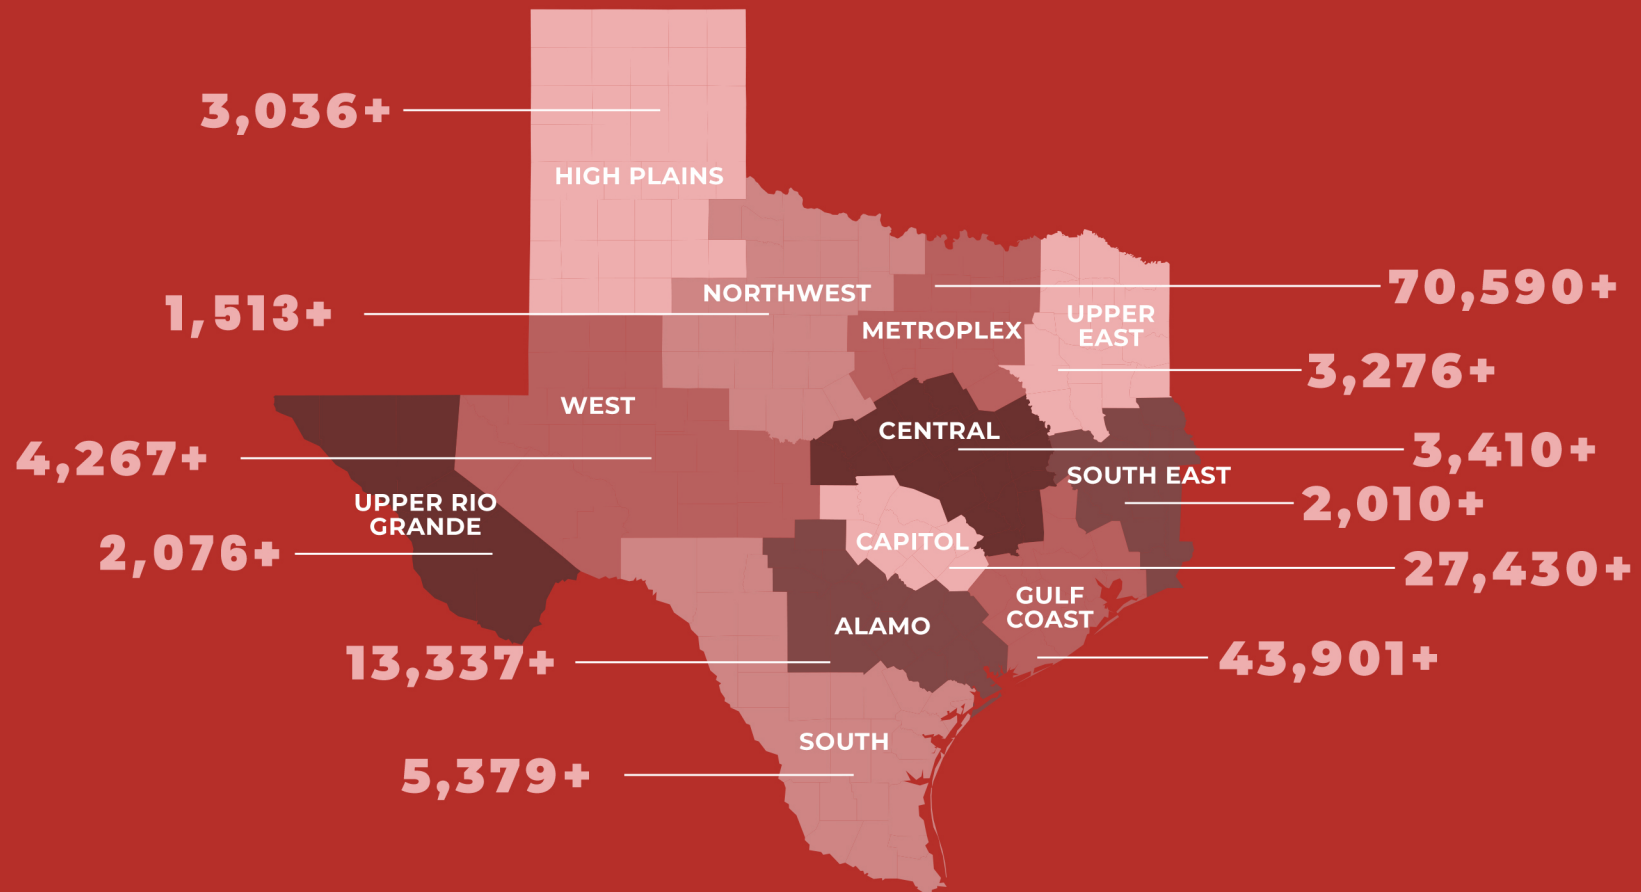 3,036+
HIGH PLAINS
70,590+
NORTHWEST
1,513+
UPPER
EAST
METROPLEX
3,276+
WEST
CENTRAL
3,410+
4,267+
SOUTH EAST
UPPER RIO
GRANDE
2,010+
CAPITOL
2,076+
27,430+
GULF
COAST
ALAMO
13,337+
43,901+
SOUTH
5,379+